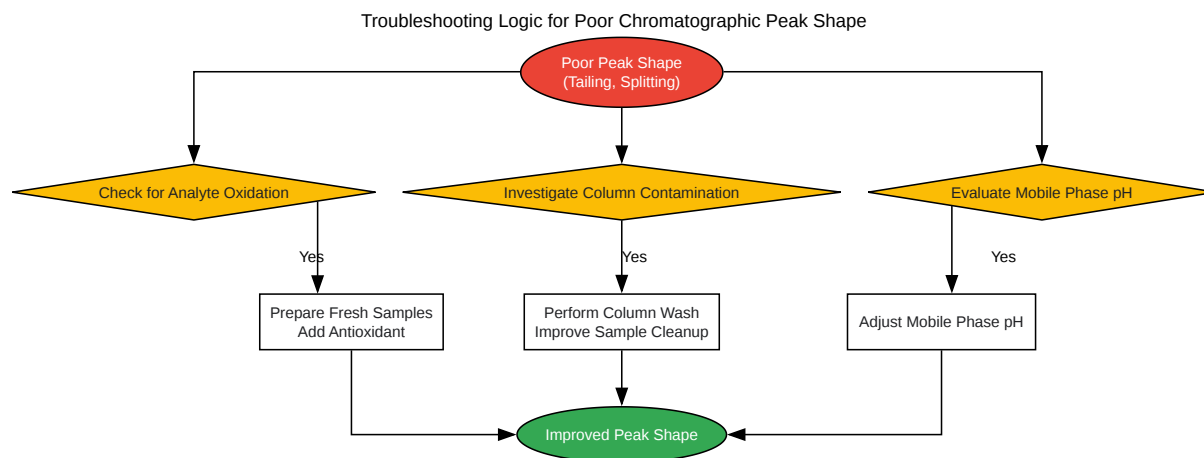 Troubleshooting Logic for Poor Chromatographic Peak Shape
Poor Peak Shape
(Tailing, Splitting)
Check for Analyte Oxidation
Investigate Column Contamination
Evaluate Mobile Phase pH
Yes
Yes
Yes
Prepare Fresh Samples
Add Antioxidant
Perform Column Wash
Improve Sample Cleanup
Adjust Mobile Phase pH
Improved Peak Shape